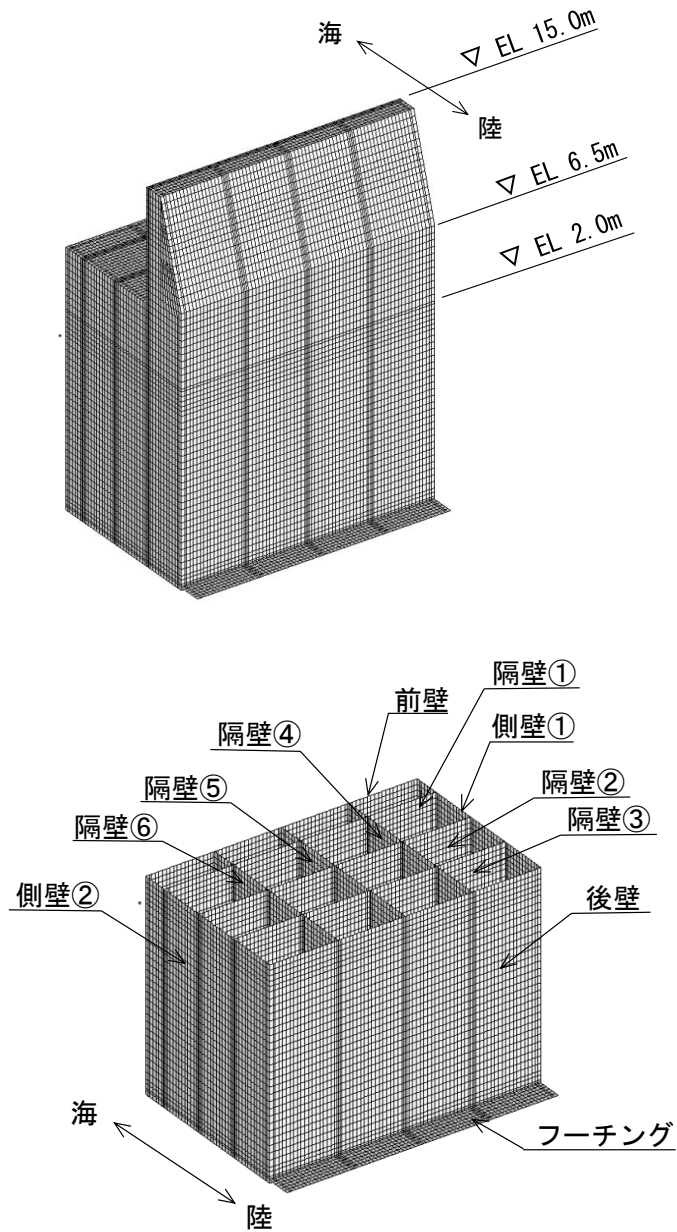 海
陸
▽ EL 15.0m
▽ EL 6.5m
▽ EL 2.0m
隔壁①
前壁
側壁①
隔壁④
隔壁②
隔壁⑤
隔壁③
隔壁⑥
側壁②
後壁
海
陸
フーチング